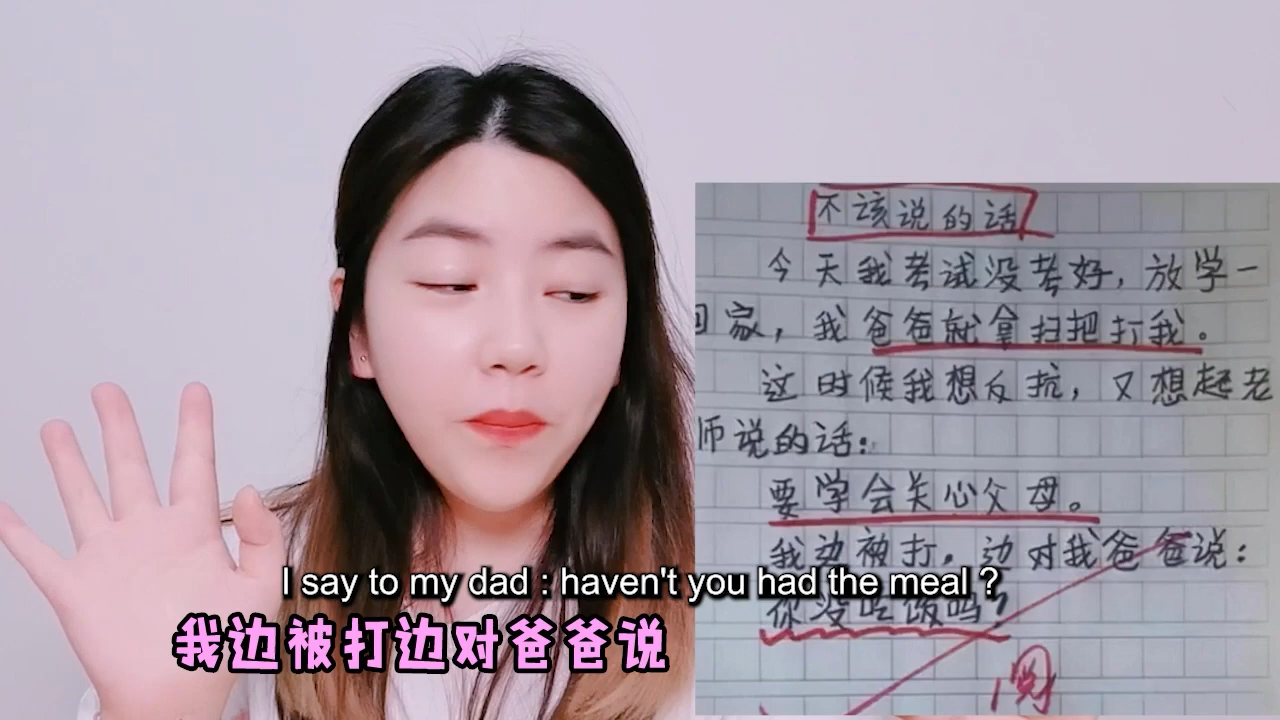 不该说的话
今天我考试没考好，放学一
回家，我爸爸就拿扫把打我。
这时候我想反抗，又想起老
师说的话：
要学会关心父母。
我边被打，边对我爸爸说：
你没吃饭吗？
阅
I say to my dad : haven't you had the meal ?
我边被打边对爸爸说